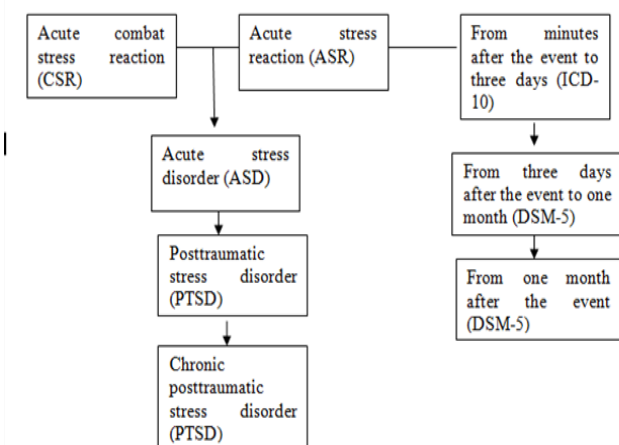 Acute combat
stress reaction
(CSR)
Acute stress
reaction (ASR)
From minutes
after the event to
three days (ICD-
10)
Acute stress
disorder (ASD)
From three days
after the event to one
month (DSM-5)
Posttraumatic
stress disorder
(PTSD)
From one month
after the event
(DSM-5)
Chronic
posttraumatic
stress disorder
(PTSD)